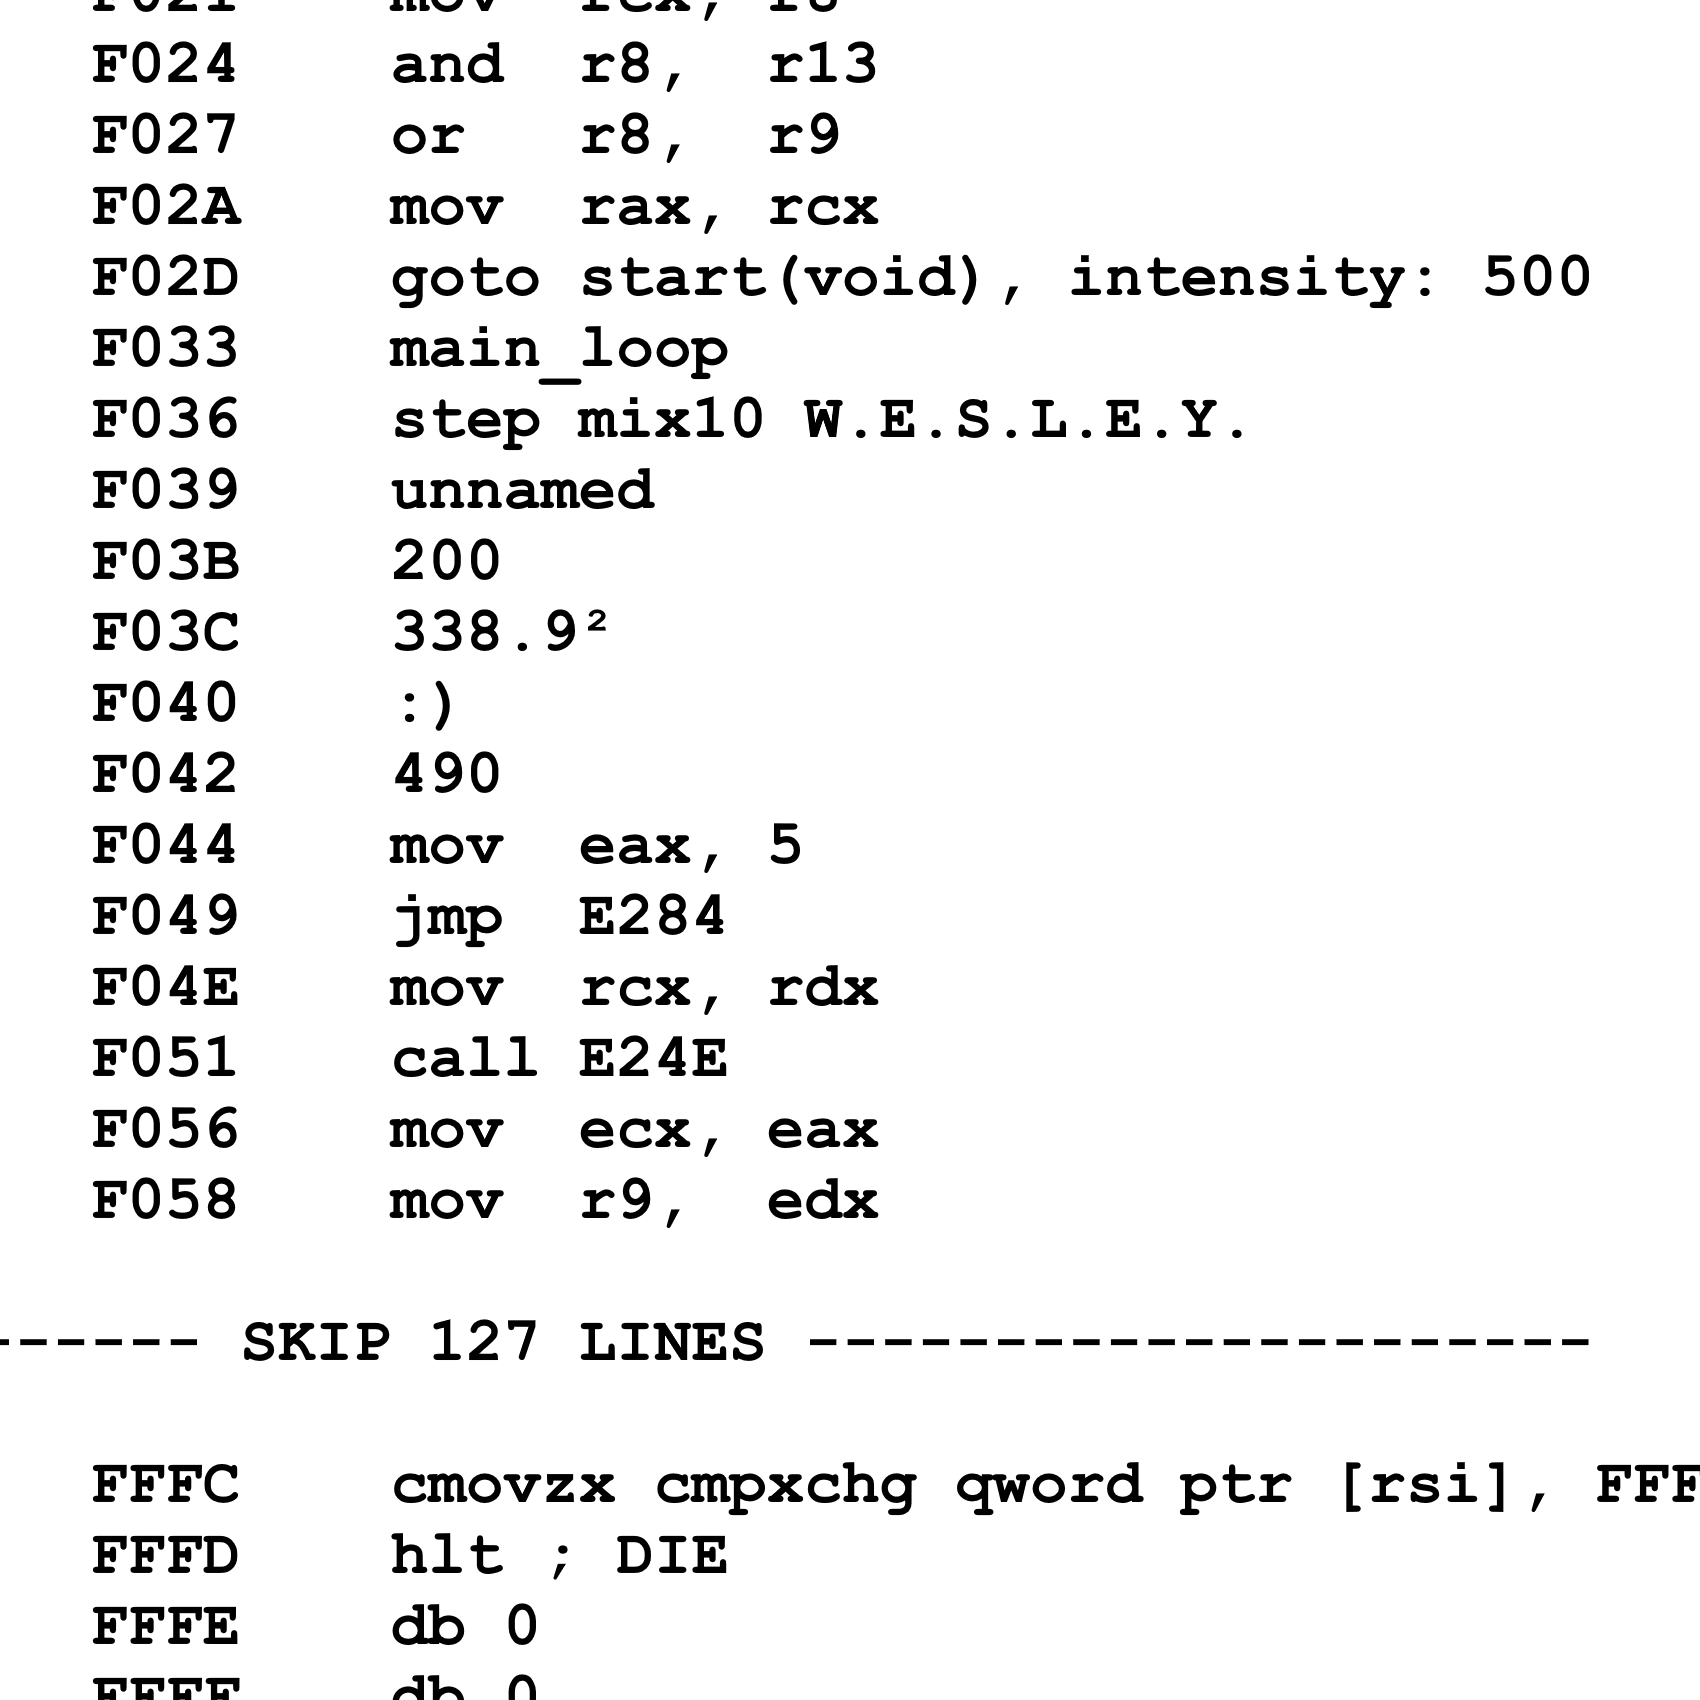 F021    mov  rcx, r8
F024    and  r8,  r13
F027    or   r8,  r9
F02A    mov  rax, rcx
F02D    goto start(void), intensity: 500
F033    main_loop
F036    step mix10 W.E.S.L.E.Y.
F039    unnamed
F03B    200
F03C    338.9²
F040    :)
F042    490
F044    mov  eax, 5
F049    jmp  E284
F04E    mov  rcx, rdx
F051    call E24E
F056    mov  ecx, eax
F058    mov  r9,  edx
------ SKIP 127 LINES ---------------------
FFFC    cmovzx cmpxchg qword ptr [rsi], FFF
FFFD    hlt ; DIE
FFFE    db 0
FFFF    db 0